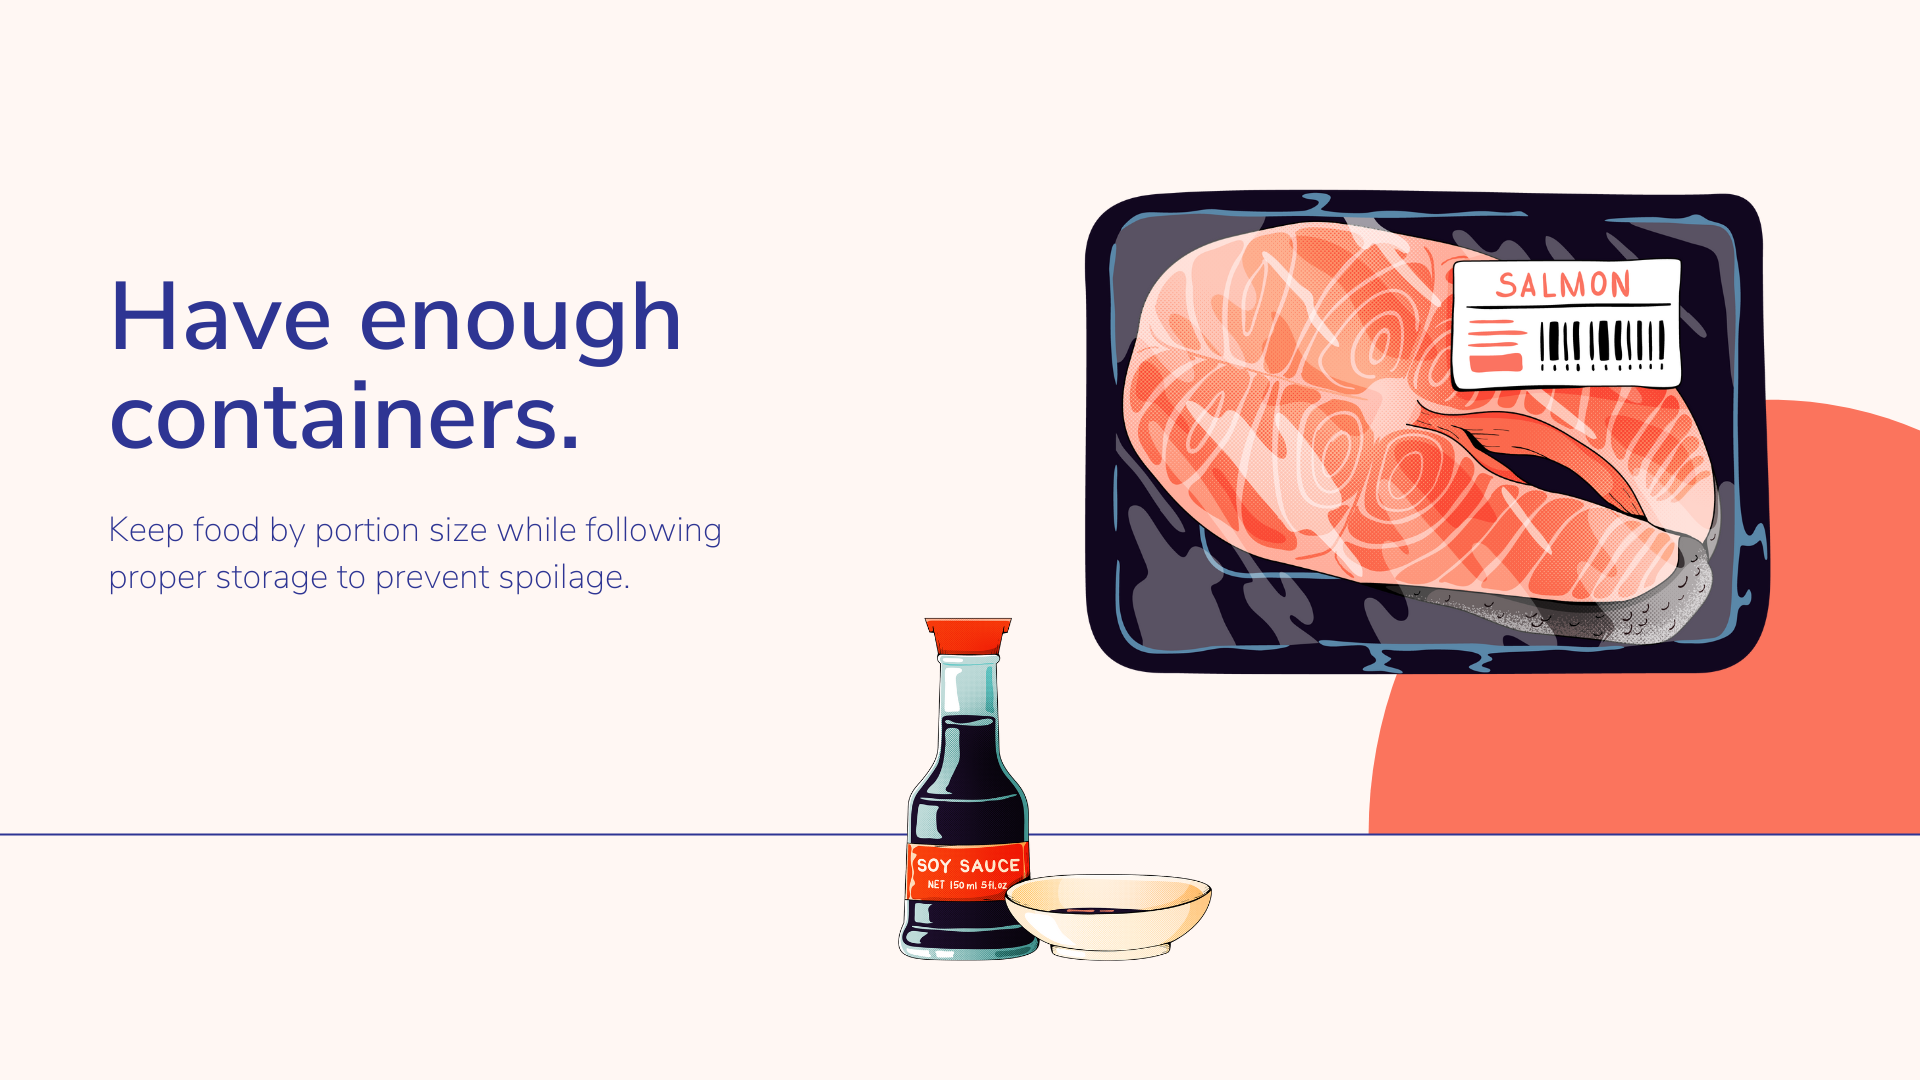 Have enough
containers.
Keep food by portion size while following
proper storage to prevent spoilage.
SALMON
SOY SAUCE
NET 150 ml 5 fl.oz